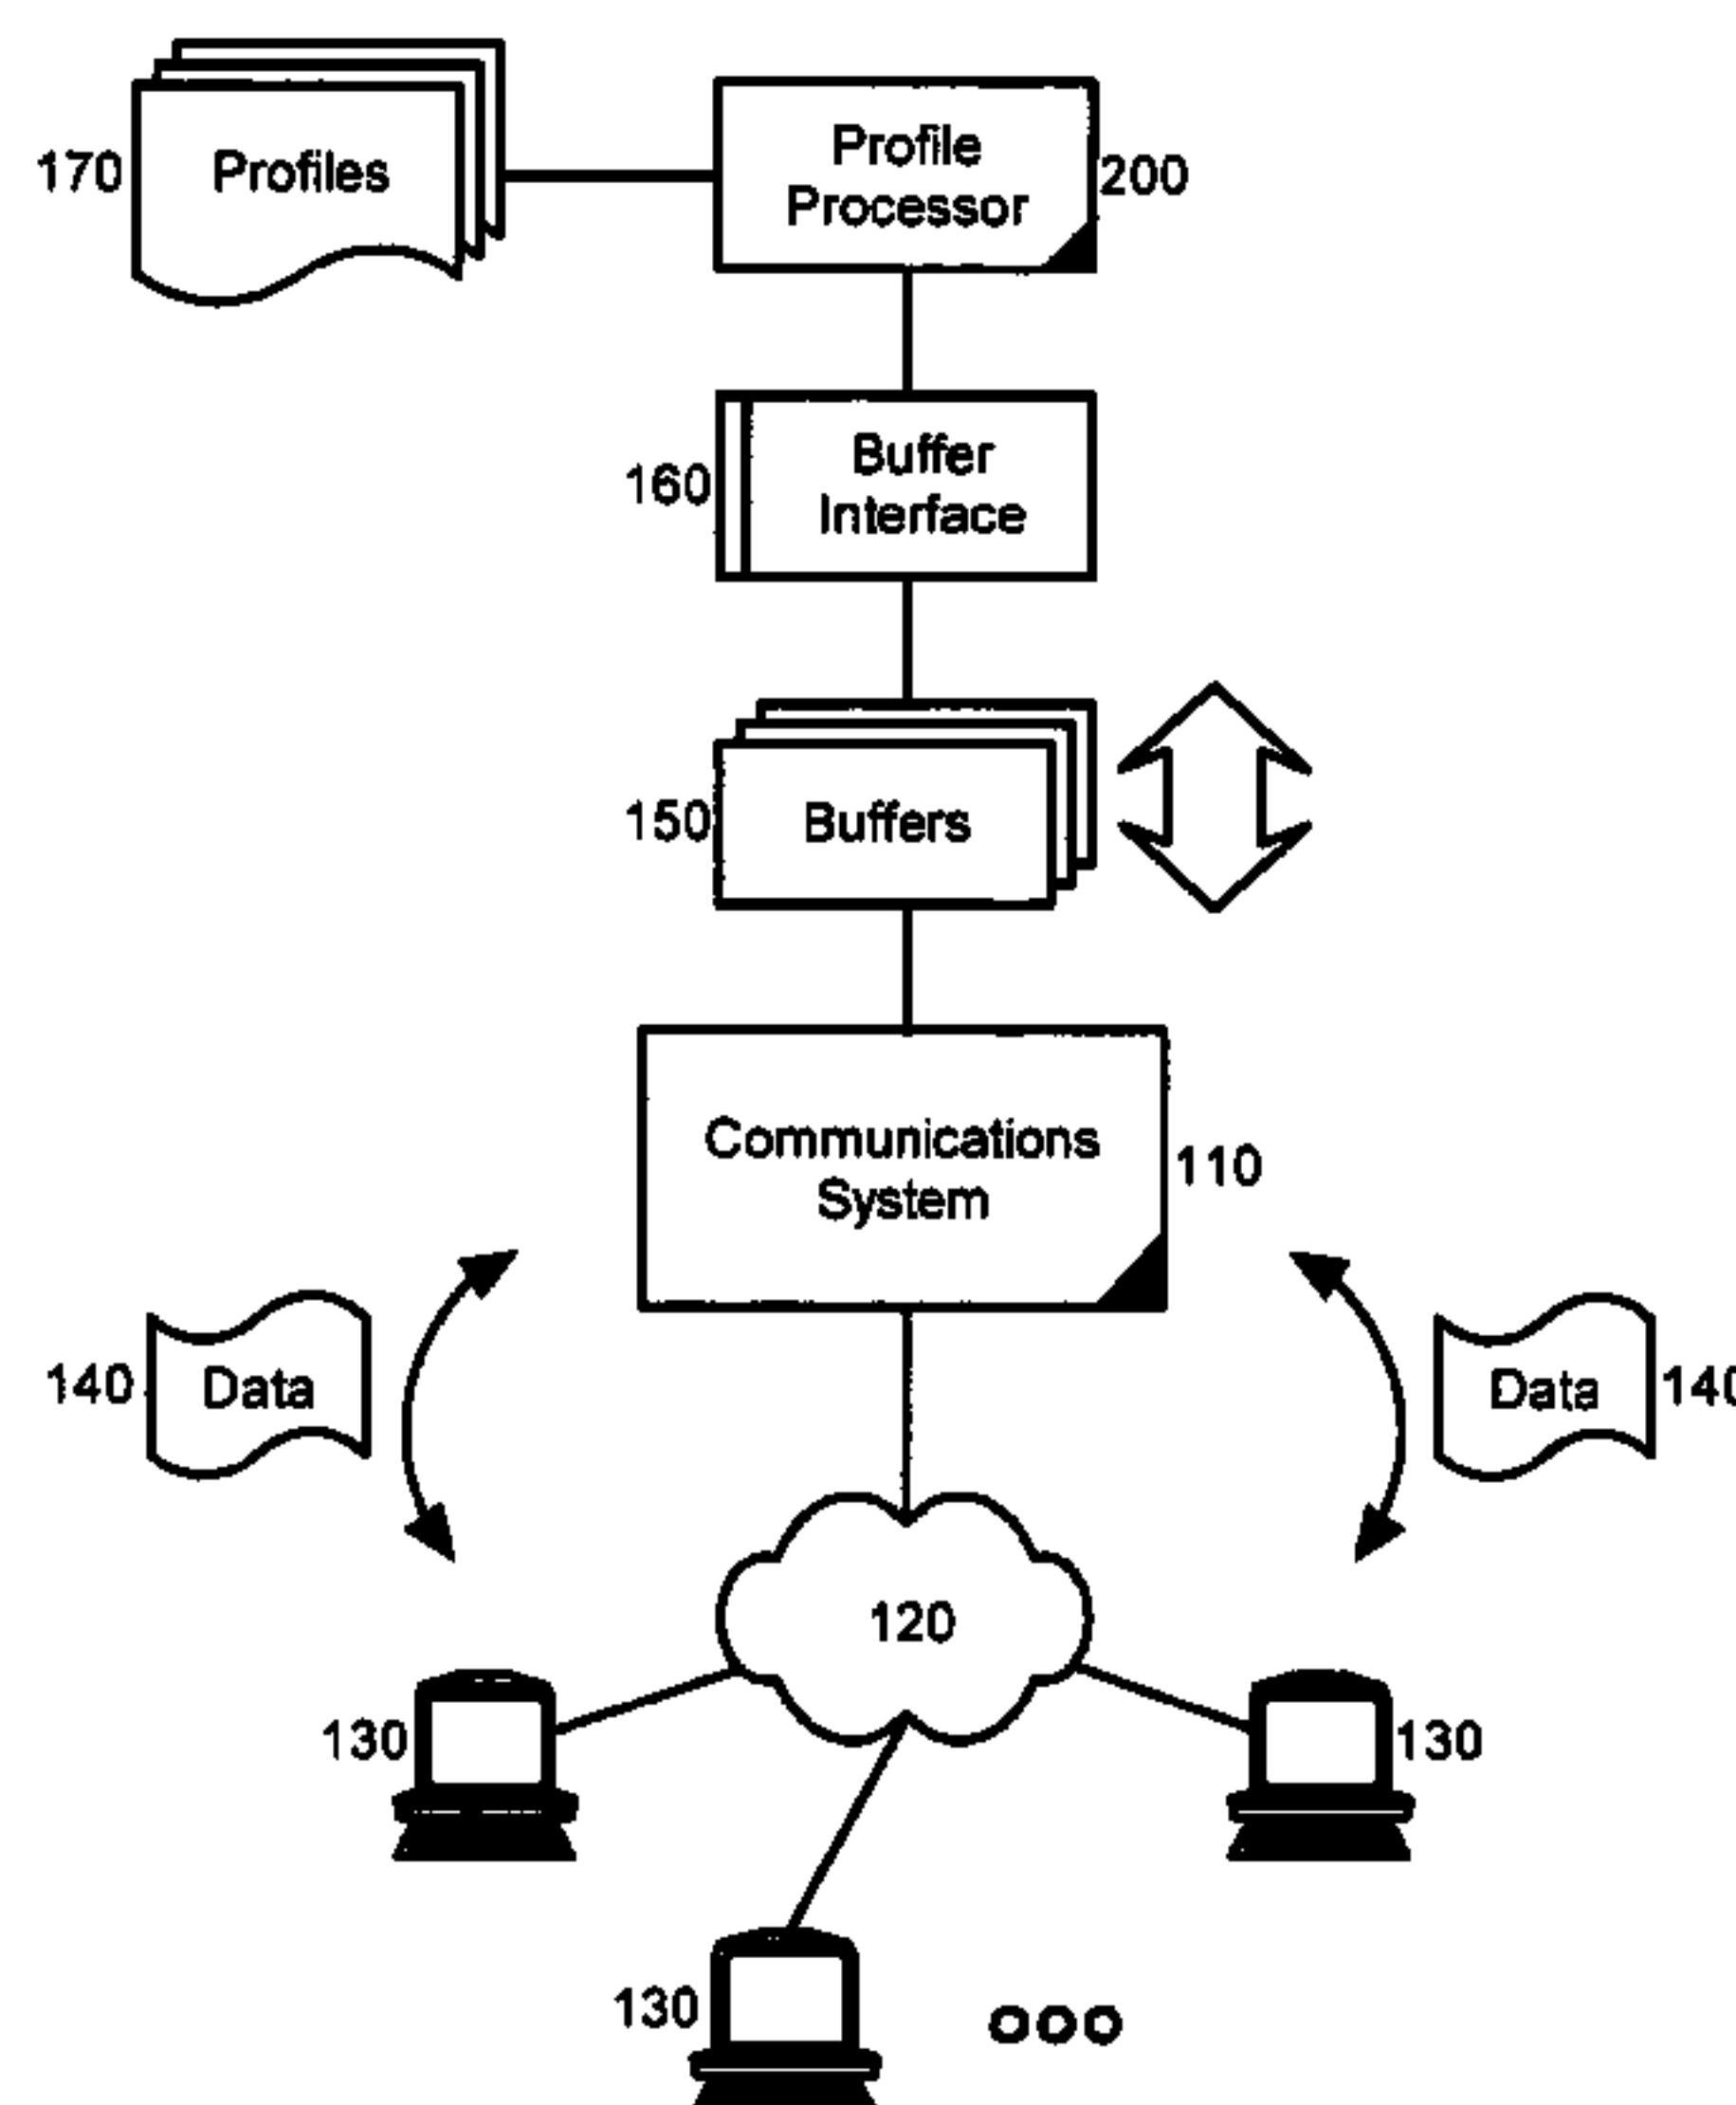 170
Profiles
Profile
Processor
200
160
Buffer
Interface
150
Buffers
Communications
System
110
140
Data
Data
140
120
130
130
130
ooo